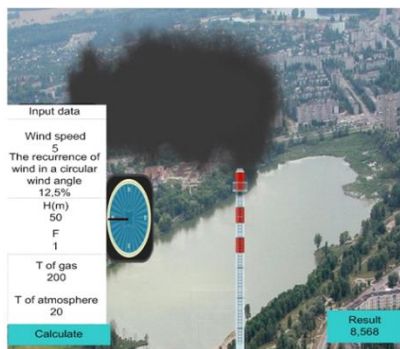 Input data
Wind speed
5
The recurrence of
wind in a circular
wind angle
12,5%
H(m)
50
F
1
T of gas
200
T of atmosphere
20
Calculate
Result
8,568